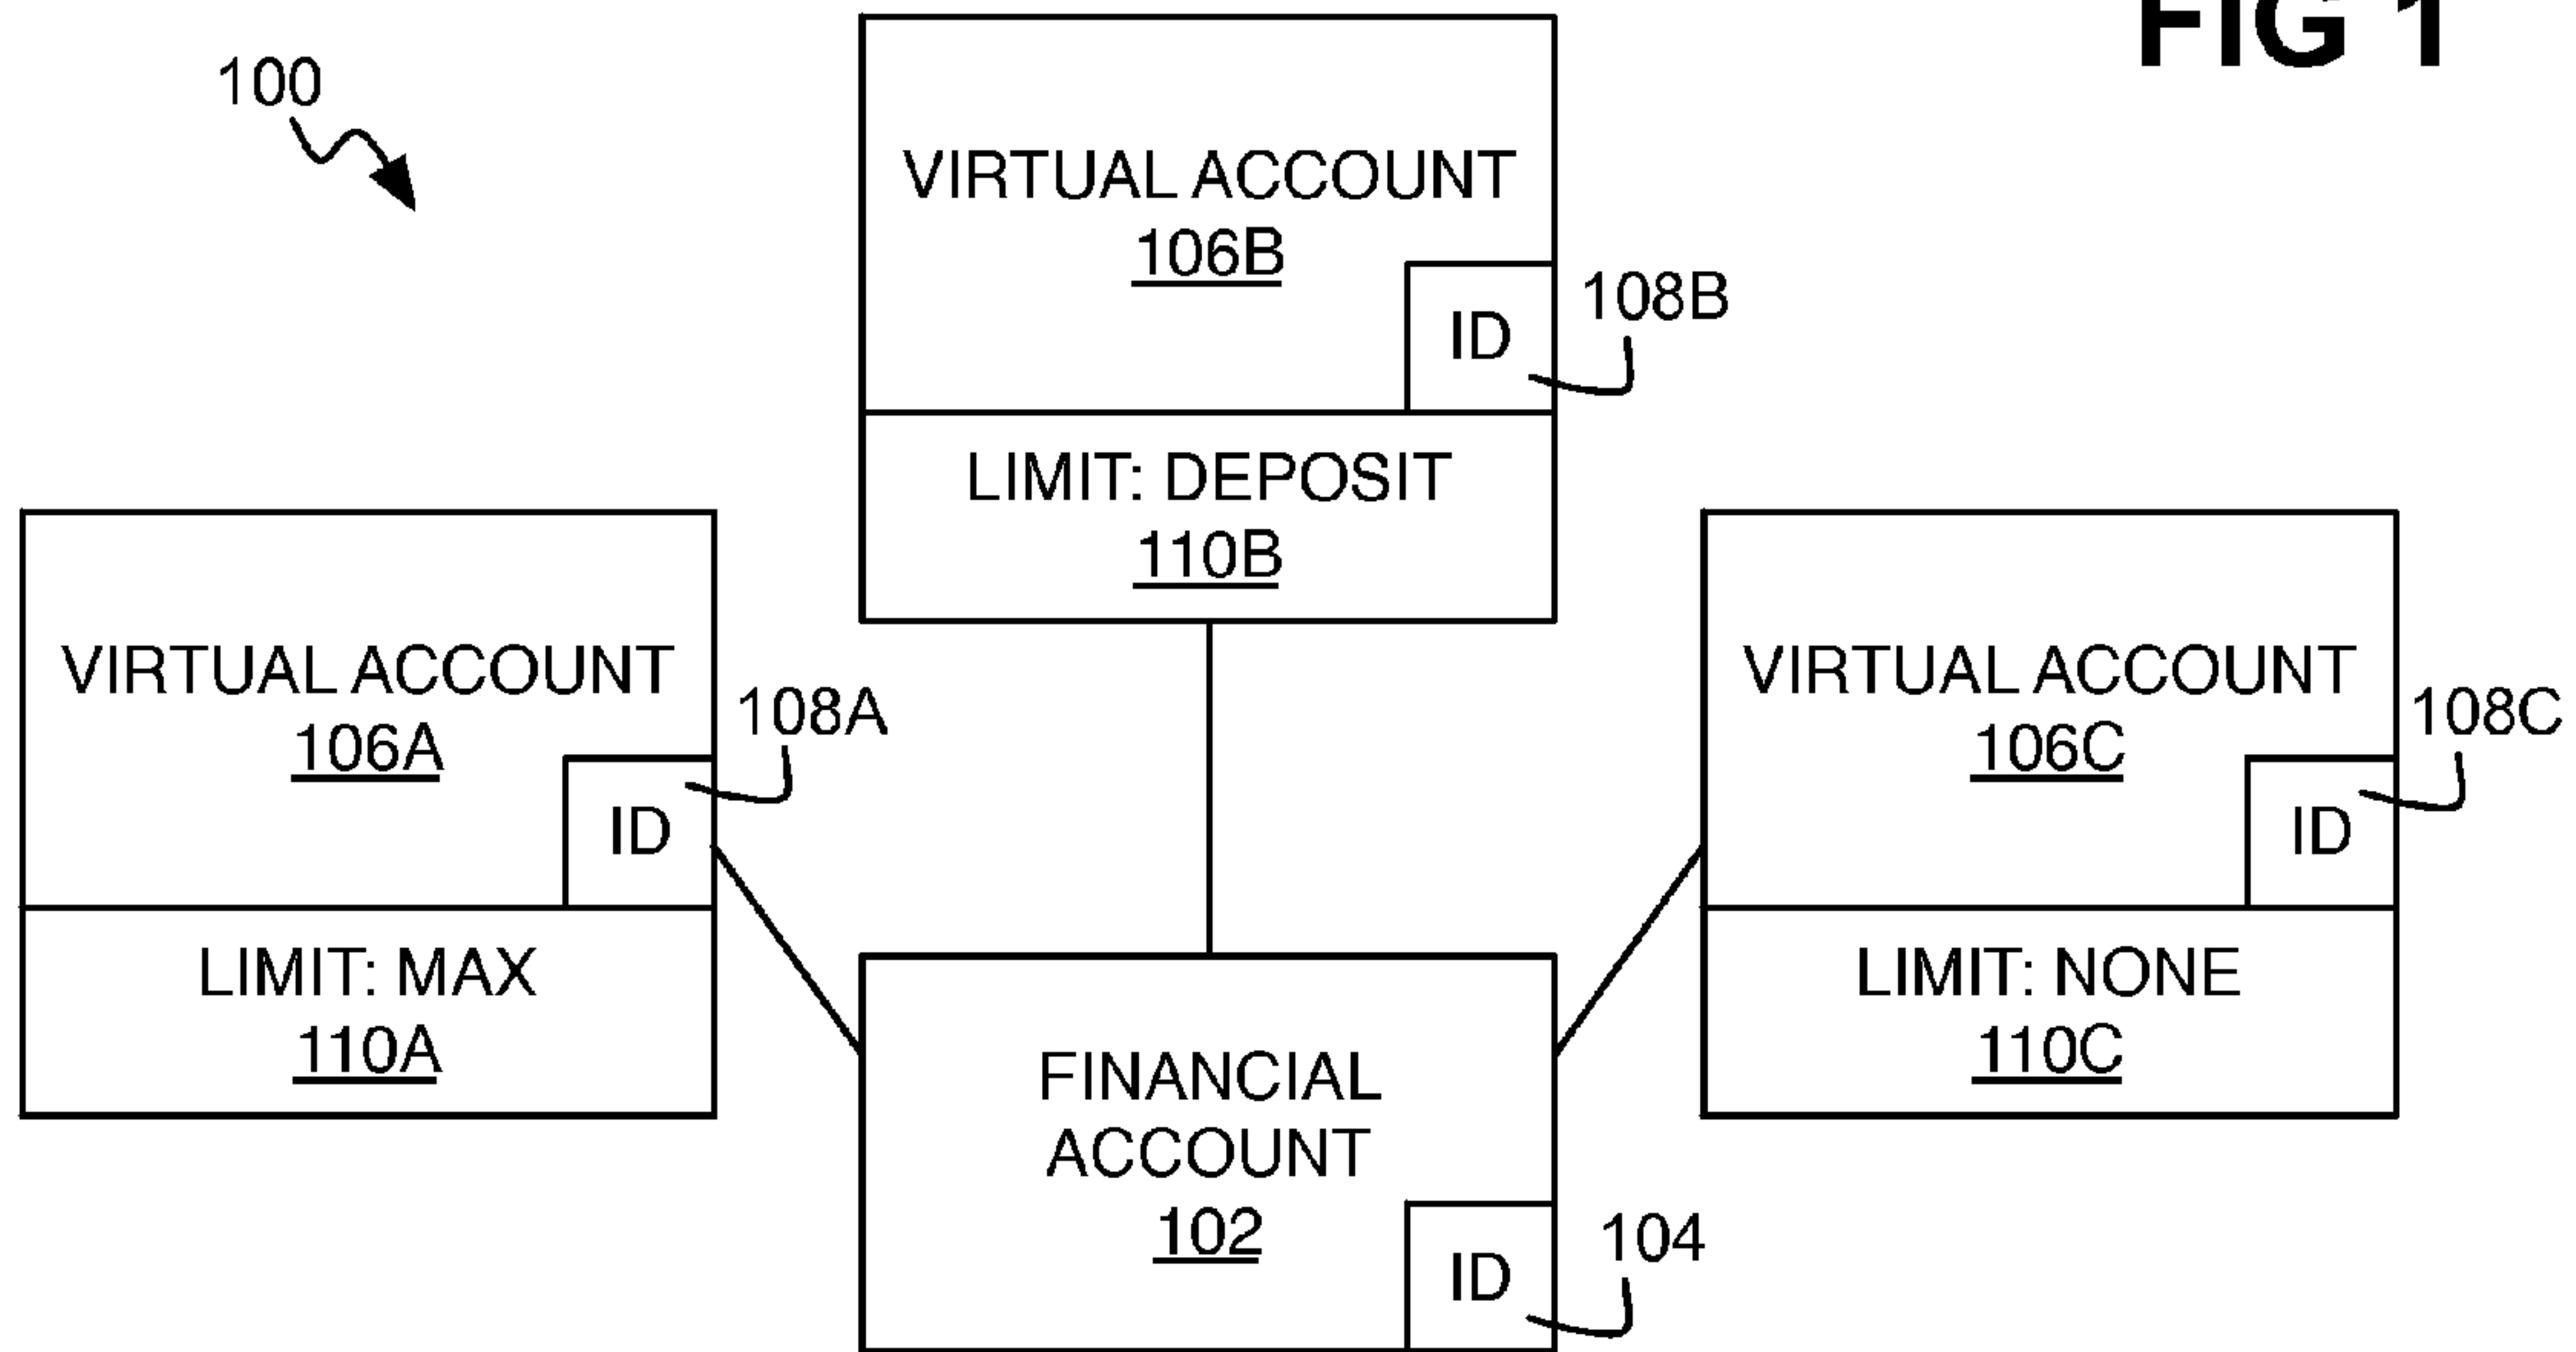 FIG 1
100
VIRTUAL ACCOUNT
106B
ID
108B
LIMIT: DEPOSIT
110B
VIRTUAL ACCOUNT
106A
108A
ID
LIMIT: MAX
110A
VIRTUAL ACCOUNT
106C
108C
ID
LIMIT: NONE
110C
FINANCIAL
ACCOUNT
102
ID
104